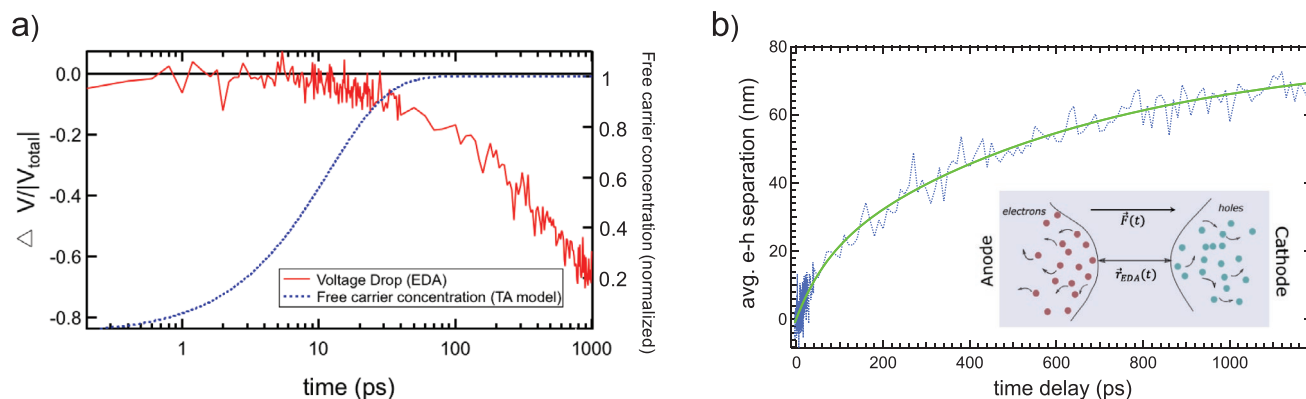 a)
0.0
-0.2
-0.4
-0.6
-0.8
△ V/|Vtotal|
1
0.8
0.6
0.4
0.2
Free carrier concentration (normalized)
Voltage Drop (EDA)
Free carrier concentration (TA model)
1
10
100
1000
time (ps)
b)
80
60
40
20
0
avg. e-h separation (nm)
electrons
holes
F⃗(t)
r⃗EDA(t)
Anode
Cathode
0
200
400
600
800
1000
time delay (ps)